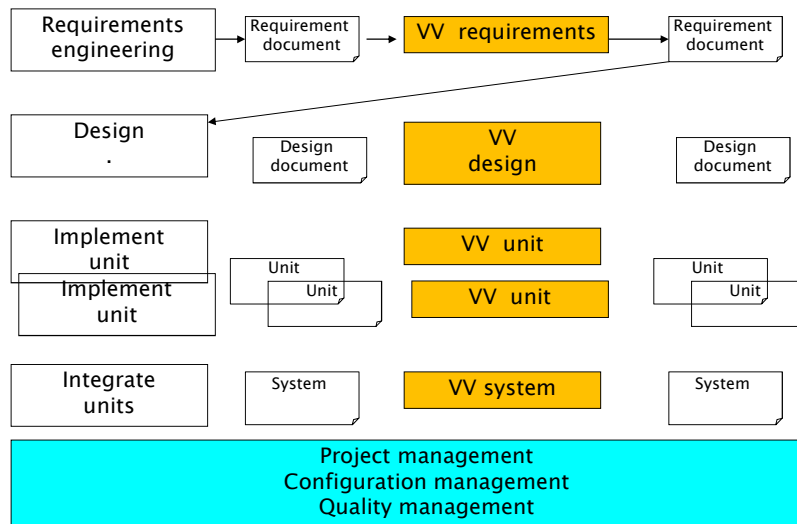 Requirements
engineering
Requirement
document
VV requirements
Requirement
document
Design
.
Design
document
VV
design
Design
document
Implement
unit
Unit
VV unit
Unit
Implement
unit
Unit
VV unit
Unit
Integrate
units
System
VV system
System
Project management
Configuration management
Quality management